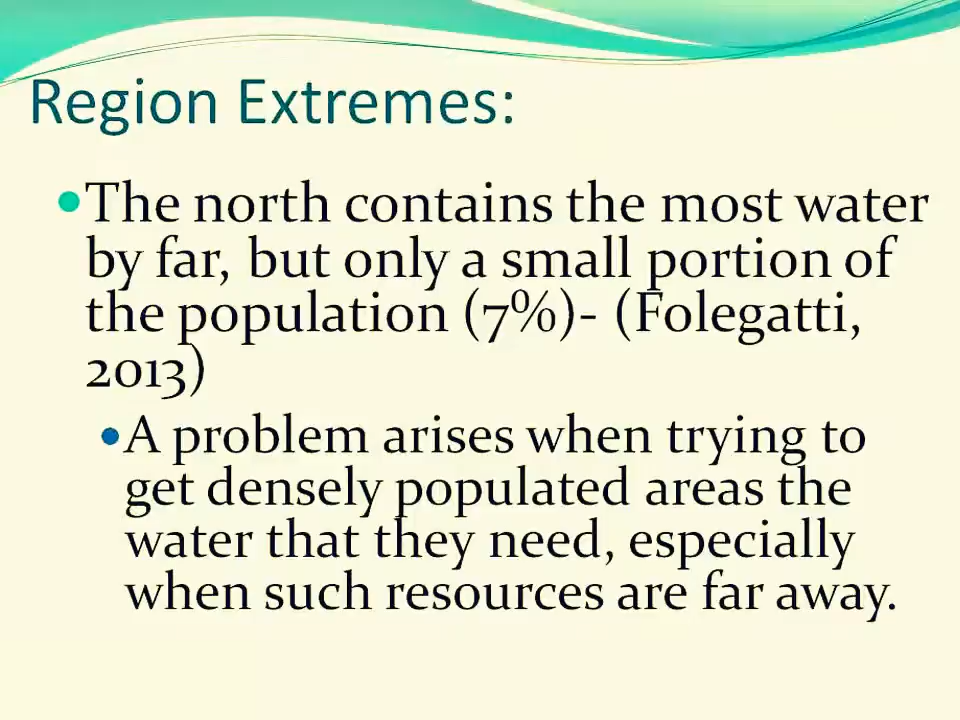 Region Extremes:
The north contains the most water
by far, but only a small portion of
the population (7%)- (Folegatti,
2013)
A problem arises when trying to
get densely populated areas the
water that they need, especially
when such resources are far away.